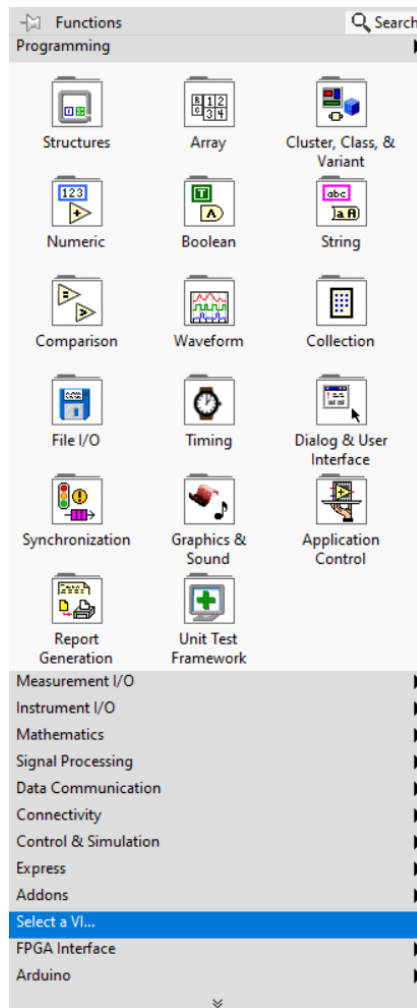 Functions
Search
Programming
Structures
Array
Cluster, Class, &
Variant
123
Numeric
Boolean
abc
String
Comparison
Waveform
Collection
File I/O
Timing
Dialog & User
Interface
Synchronization
Graphics &
Sound
Application
Control
Report
Generation
Unit Test
Framework
Measurement I/O
Instrument I/O
Mathematics
Signal Processing
Data Communication
Connectivity
Control & Simulation
Express
Addons
Select a VI...
FPGA Interface
Arduino